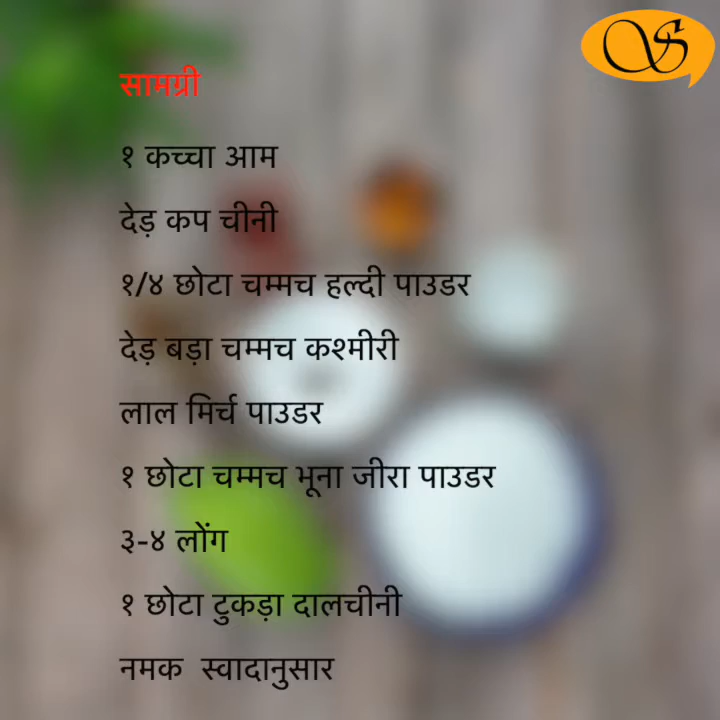 सामग्री
१ कच्चा आम
देड़ कप चीनी
१/४ छोटा चम्मच हल्दी पाउडर
देड़ बड़ा चम्मच कश्मीरी
लाल मिर्च पाउडर
१ छोटा चम्मच भूना जीरा पाउडर
३-४ लोंग
१ छोटा टुकड़ा दालचीनी
नमक  स्वादानुसार